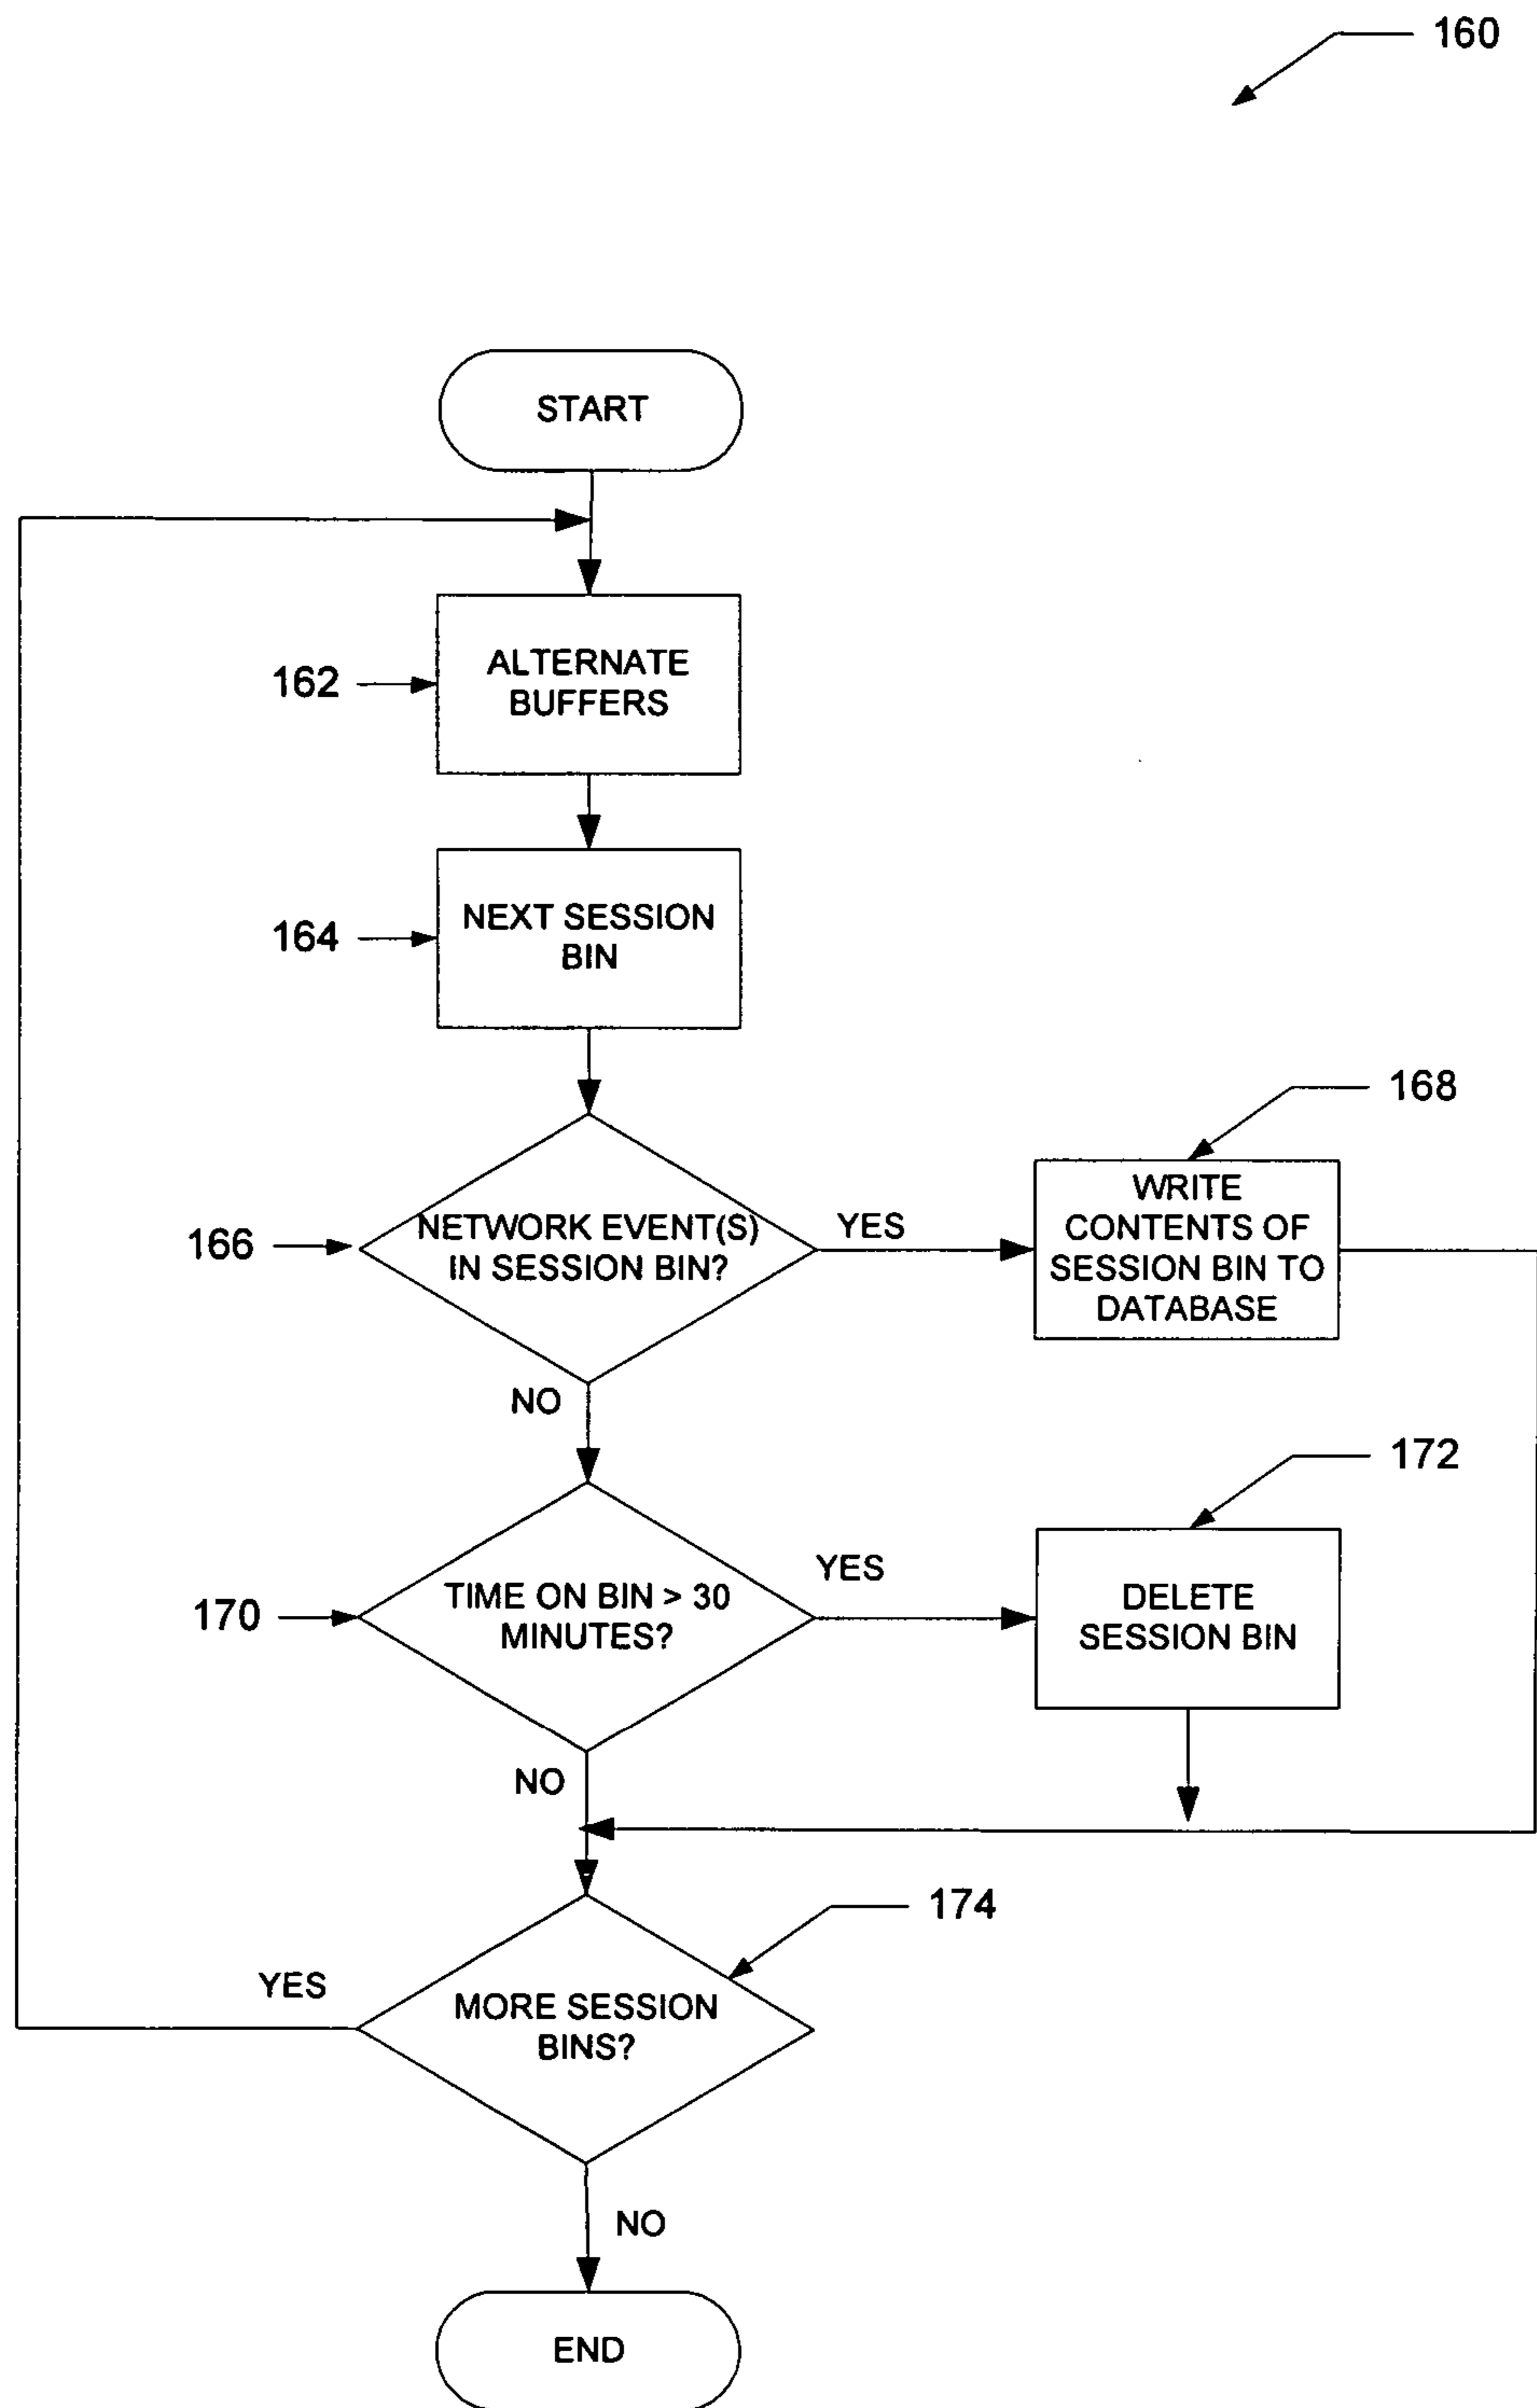 160
START
ALTERNATE
BUFFERS
162
NEXT SESSION
BIN
164
168
WRITE
CONTENTS OF
SESSION BIN TO
DATABASE
NETWORK EVENT(S)
IN SESSION BIN?
166
YES
NO
172
TIME ON BIN > 30
MINUTES?
170
YES
DELETE
SESSION BIN
NO
174
YES
MORE SESSION
BINS?
NO
END